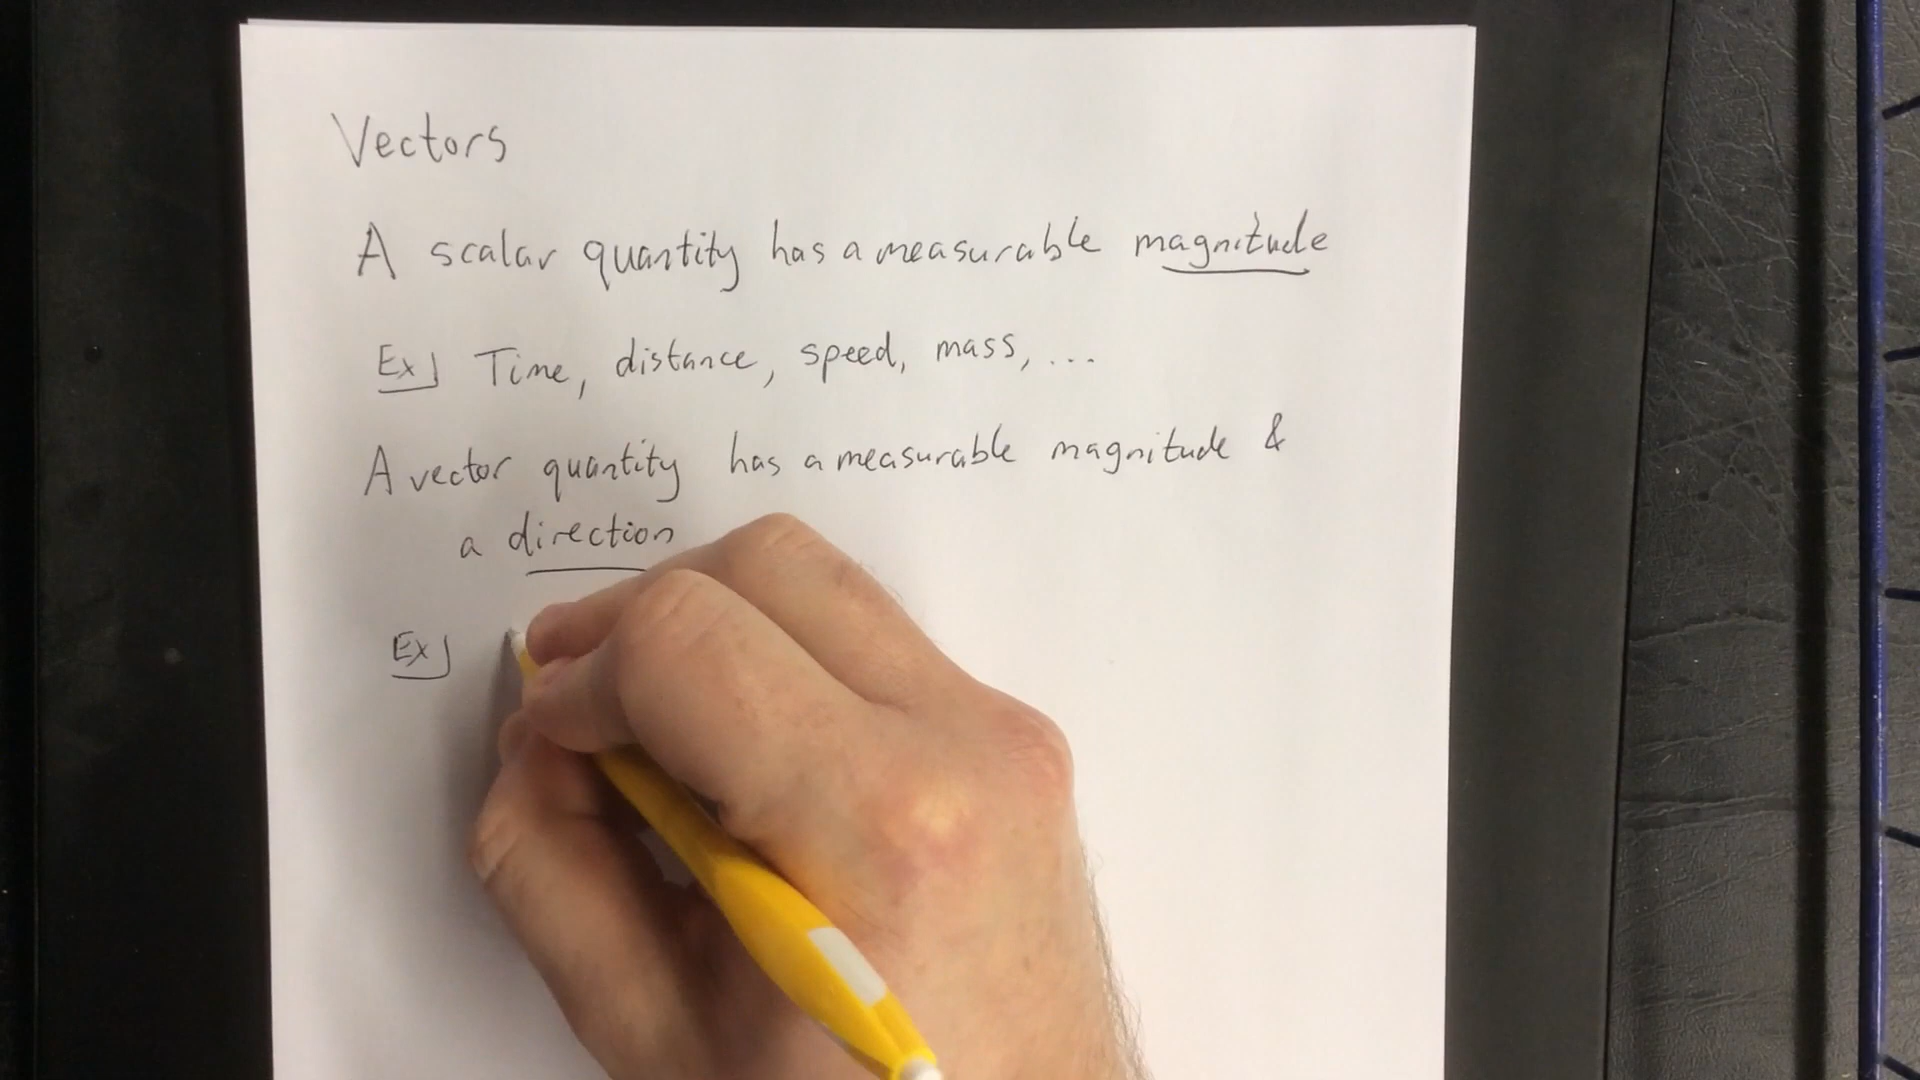 Vectors
A scalar quantity has a measurable magnitude
Ex] Time, distance, speed, mass, ...
A vector quantity has a measurable magnitude &
a direction
Ex]